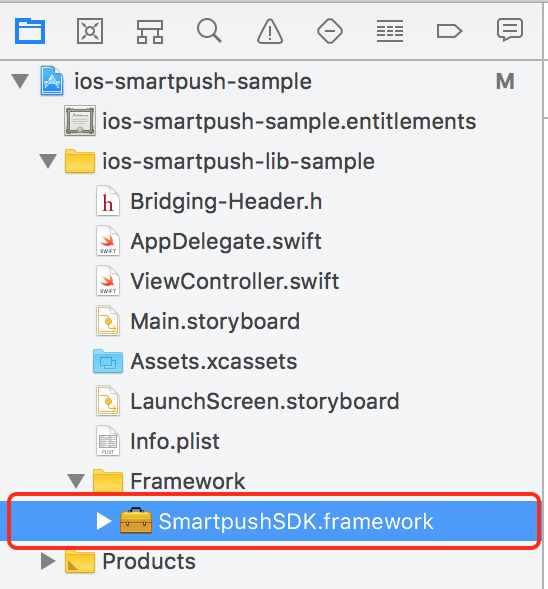 ios-smartpush-sample M
ios-smartpush-sample.entitlements
ios-smartpush-lib-sample
h Bridging-Header.h
SWIFT AppDelegate.swift
SWIFT ViewController.swift
Main.storyboard
Assets.xcassets
LaunchScreen.storyboard
PLIST Info.plist
Framework
SmartpushSDK.framework
Products